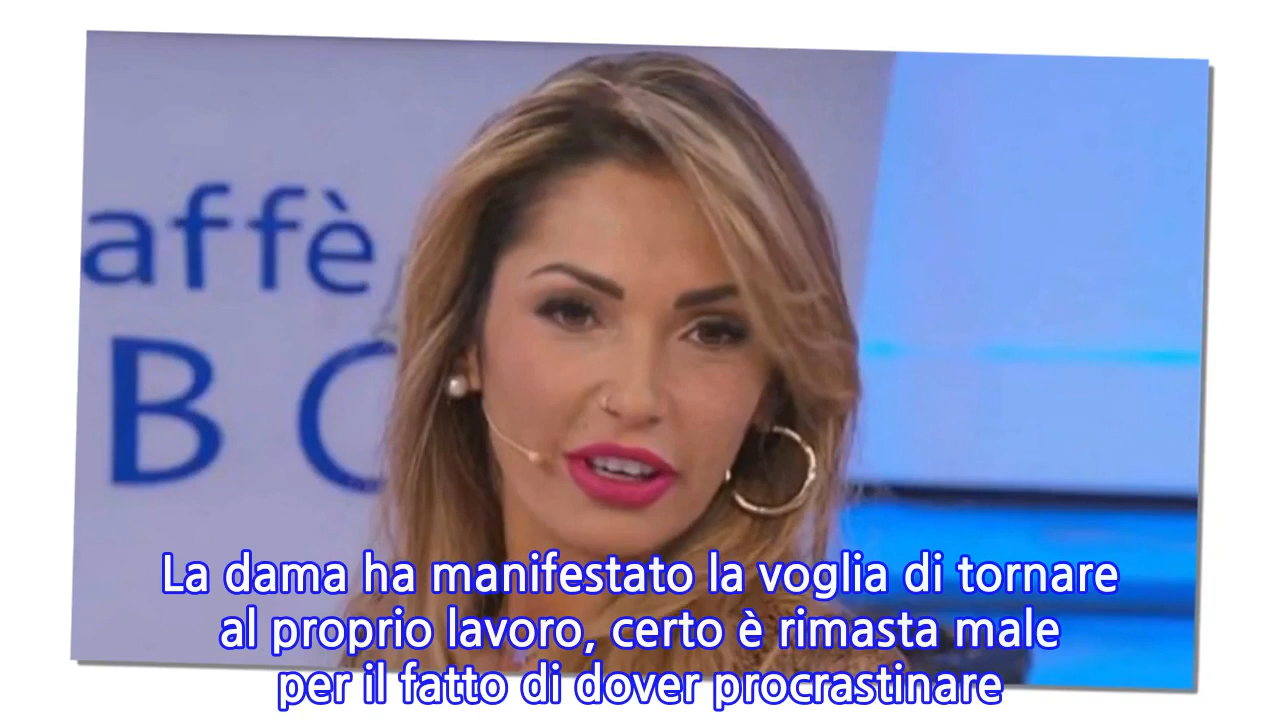 affè
B
La dama ha manifestato la voglia di tornare
al proprio lavoro, certo è rimasta male
per il fatto di dover procrastinare